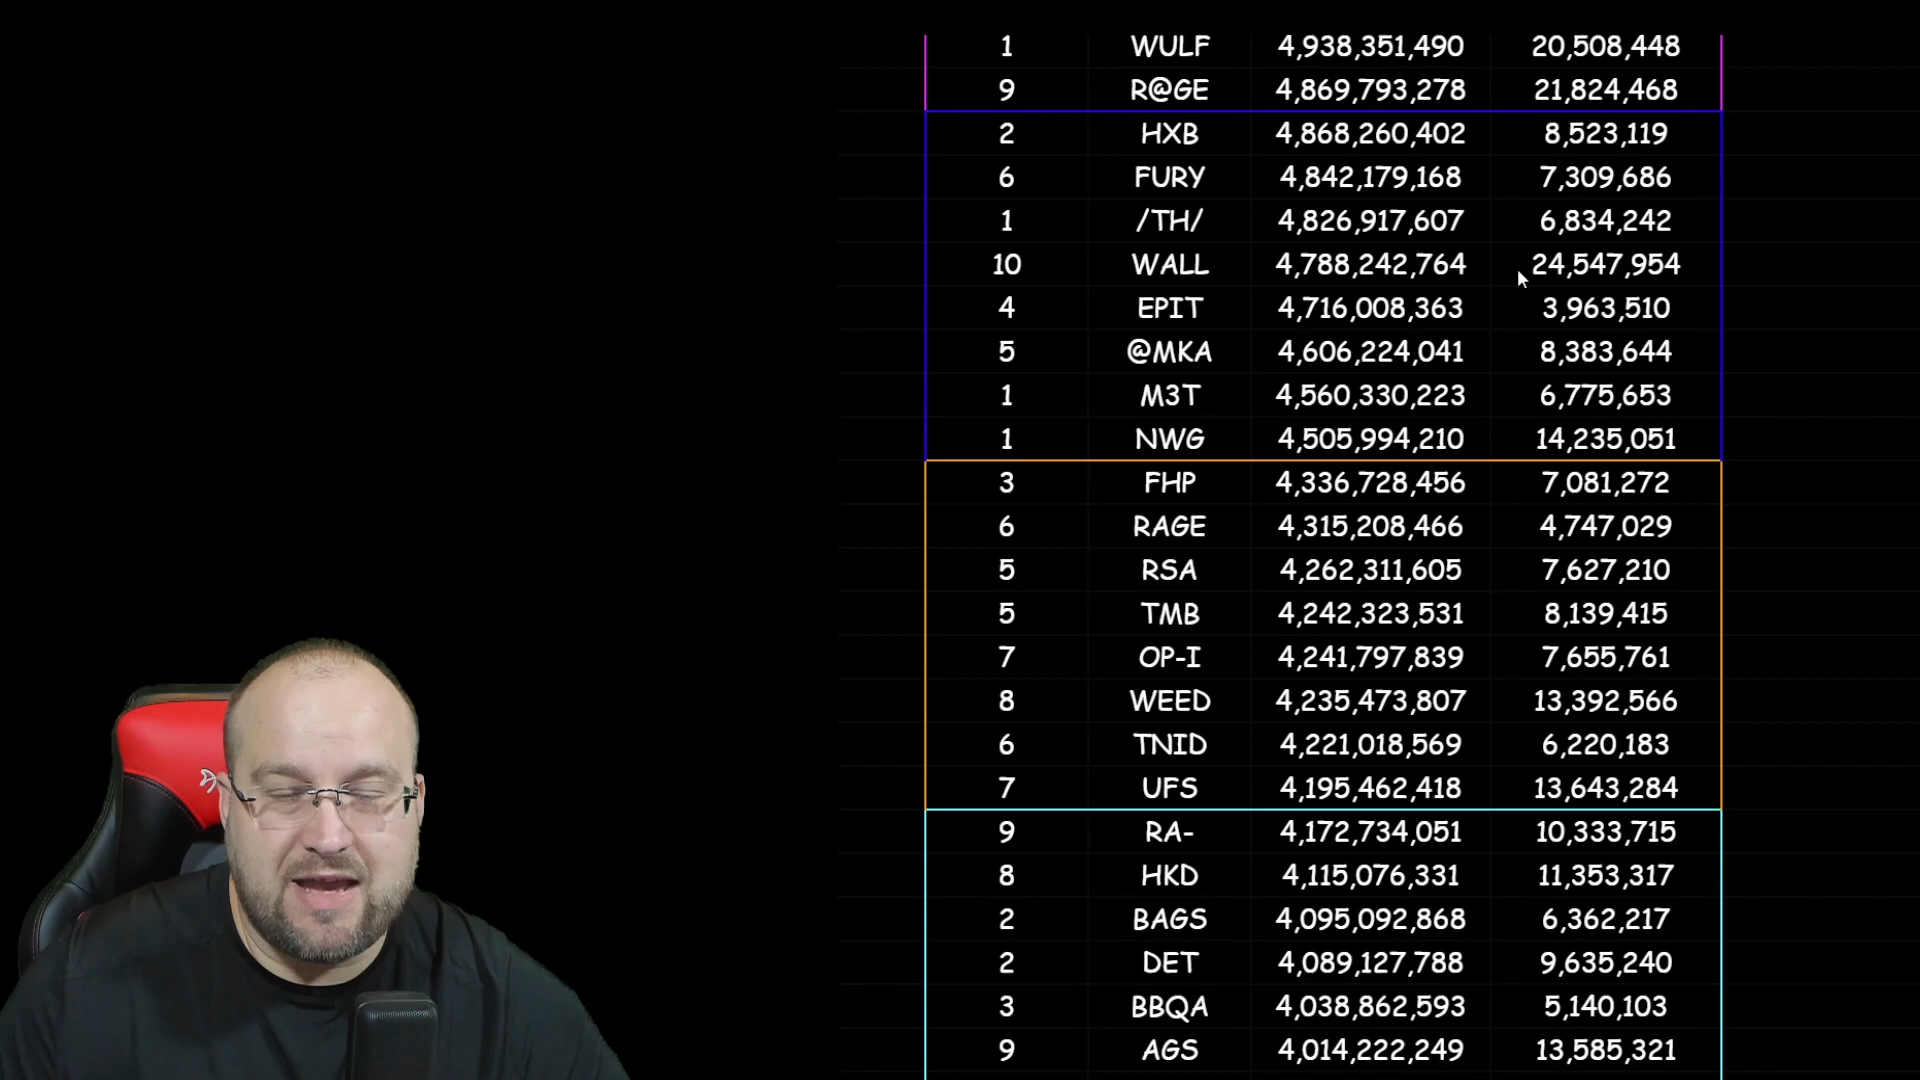 1 WULF 4,938,351,490 20,508,448
9 R@GE 4,869,793,278 21,824,468
2 HXB 4,868,260,402 8,523,119
6 FURY 4,842,179,168 7,309,686
1 /TH/ 4,826,917,607 6,834,242
10 WALL 4,788,242,764 24,547,954
4 EPIT 4,716,008,363 3,963,510
5 @MKA 4,606,224,041 8,383,644
1 M3T 4,560,330,223 6,775,653
1 NWG 4,505,994,210 14,235,051
3 FHP 4,336,728,456 7,081,272
6 RAGE 4,315,208,466 4,747,029
5 RSA 4,262,311,605 7,627,210
5 TMB 4,242,323,531 8,139,415
7 OP-I 4,241,797,839 7,655,761
8 WEED 4,235,473,807 13,392,566
6 TNID 4,221,018,569 6,220,183
7 UFS 4,195,462,418 13,643,284
9 RA- 4,172,734,051 10,333,715
8 HKD 4,115,076,331 11,353,317
2 BAGS 4,095,092,868 6,362,217
2 DET 4,089,127,788 9,635,240
3 BBQA 4,038,862,593 5,140,103
9 AGS 4,014,222,249 13,585,321